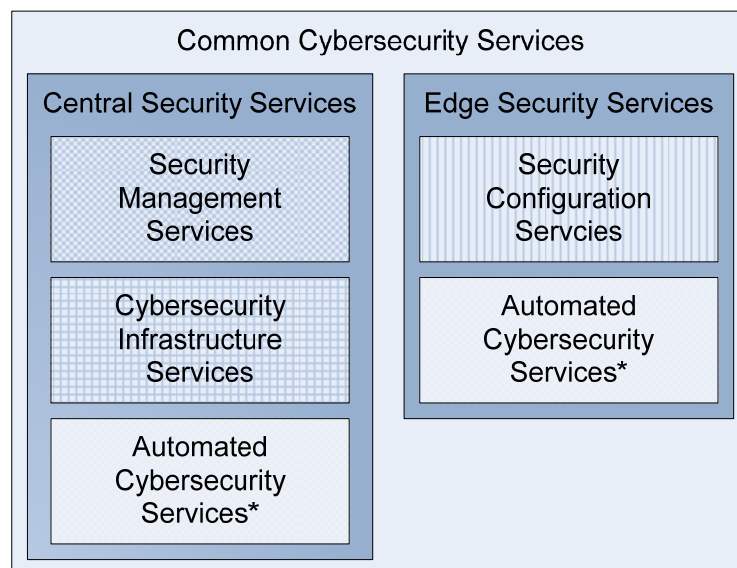 Common Cybersecurity Services
Central Security Services
Security
Management
Services
Cybersecurity
Infrastructure
Services
Automated
Cybersecurity
Services*
Edge Security Services
Security
Configuration
Servcies
Automated
Cybersecurity
Services*